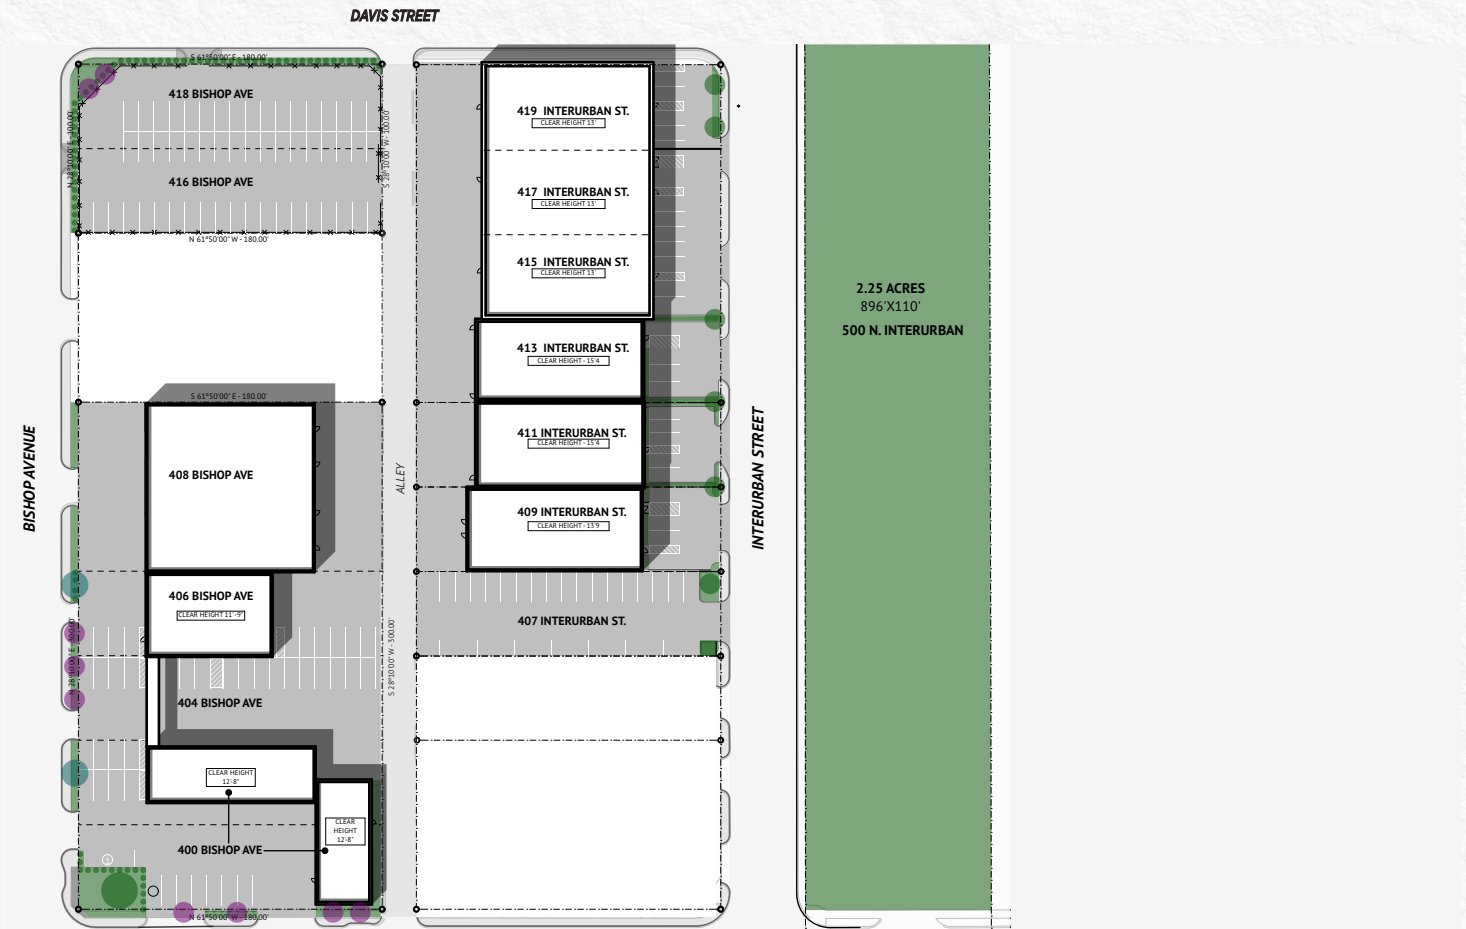 DAVIS STREET
S 61°50'00" E - 180.00'
418 BISHOP AVE
N 28°10'00" E - 100.00'
S 28°10'00" W - 100.00'
416 BISHOP AVE
N 61°50'00" W - 180.00'
419 INTERURBAN ST.
CLEAR HEIGHT 13'
417 INTERURBAN ST.
CLEAR HEIGHT 13'
415 INTERURBAN ST.
CLEAR HEIGHT 13'
2.25 ACRES
896'X110'
500 N. INTERURBAN
413 INTERURBAN ST.
CLEAR HEIGHT - 15'4
S 61°50'00" E - 180.00'
411 INTERURBAN ST.
CLEAR HEIGHT - 15'4
BISHOP AVENUE
408 BISHOP AVE
ALLEY
INTERURBAN STREET
409 INTERURBAN ST.
CLEAR HEIGHT - 13'9
406 BISHOP AVE
CLEAR HEIGHT 11'-9"
407 INTERURBAN ST.
N 28°10'00" E - 300.00'
S 28°10'00" W - 300.00'
404 BISHOP AVE
CLEAR HEIGHT
12'-8"
CLEAR
HEIGHT
12'-8"
400 BISHOP AVE
N 61°50'00" W - 180.00'